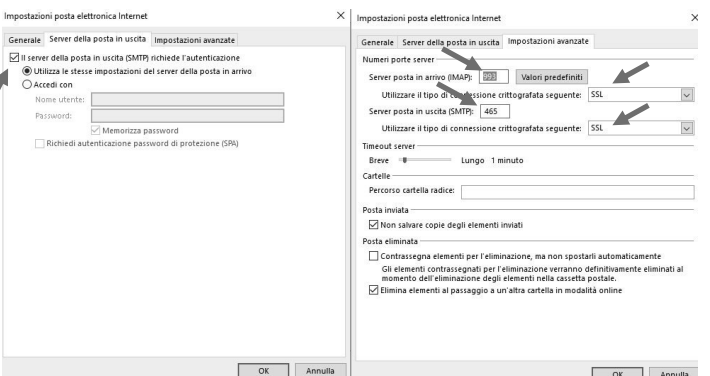 Impostazioni posta elettronica Internet
Generale Server della posta in uscita Impostazioni avanzate
Il server della posta in uscita (SMTP) richiede l'autenticazione
Utilizza le stesse impostazioni del server della posta in arrivo
Accedi con
Nome utente:
Password:
Memorizza password
Richiedi autenticazione password di protezione (SPA)
OK Annulla
Impostazioni posta elettronica Internet
Generale Server della posta in uscita Impostazioni avanzate
Numeri porte server
Server posta in arrivo (IMAP): 993 Valori predefiniti
Utilizzare il tipo di connessione crittografata seguente: SSL
Server posta in uscita (SMTP): 465
Utilizzare il tipo di connessione crittografata seguente: SSL
Timeout server
Breve Lungo 1 minuto
Cartelle
Percorso cartella radice:
Posta inviata
Non salvare copie degli elementi inviati
Posta eliminata
Contrassegna elementi per l'eliminazione, ma non spostarli automaticamente
Gli elementi contrassegnati per l'eliminazione verranno definitivamente eliminati al
momento dell'eliminazione degli elementi nella cassetta postale.
Elimina elementi al passaggio a un'altra cartella in modalità online
OK Annulla